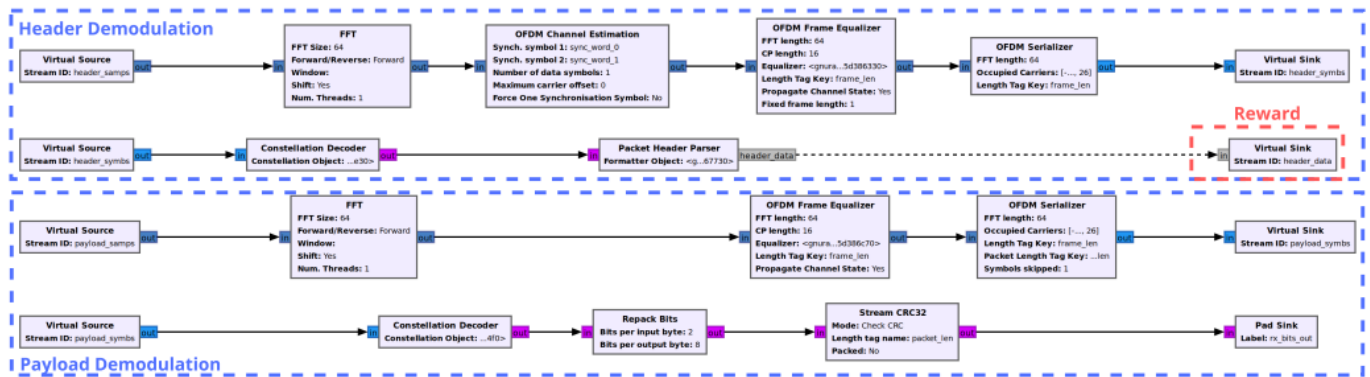 Header Demodulation
Virtual Source
Stream ID: header_samps
out
in
FFT
FFT Size: 64
Forward/Reverse: Forward
Window:
Shift: Yes
Num. Threads: 1
out
in
OFDM Channel Estimation
Synch. symbol 1: sync_word_0
Synch. symbol 2: sync_word_1
Number of data symbols: 1
Maximum carrier offset: 0
Force One Synchronisation Symbol: No
out
in
OFDM Frame Equalizer
FFT length: 64
CP length: 16
Equalizer: <gnura...5d386330>
Length Tag Key: frame_len
Propagate Channel State: Yes
Fixed frame length: 1
out
in
OFDM Serializer
FFT length: 64
Occupied Carriers: [-..., 26]
Length Tag Key: frame_len
out
in
Virtual Sink
Stream ID: header_symbs
Reward
Virtual Source
Stream ID: header_symbs
out
in
Constellation Decoder
Constellation Object: ...e30>
out
in
Packet Header Parser
Formatter Object: <g...67730>
header_data
in
Virtual Sink
Stream ID: header_data
Virtual Source
Stream ID: payload_samps
out
in
FFT
FFT Size: 64
Forward/Reverse: Forward
Window:
Shift: Yes
Num. Threads: 1
out
in
OFDM Frame Equalizer
FFT length: 64
CP length: 16
Equalizer: <gnura...5d386c70>
Length Tag Key: frame_len
Propagate Channel State: Yes
out
in
OFDM Serializer
FFT length: 64
Occupied Carriers: [-..., 26]
Length Tag Key: frame_len
Packet Length Tag Key: ...len
Symbols skipped: 1
out
in
Virtual Sink
Stream ID: payload_symbs
Virtual Source
Stream ID: payload_symbs
out
in
Constellation Decoder
Constellation Object: ...4f0>
out
in
Repack Bits
Bits per input byte: 2
Bits per output byte: 8
out
in
Stream CRC32
Mode: Check CRC
Length tag name: packet_len
Packed: No
out
in
Pad Sink
Label: rx_bits_out
Payload Demodulation